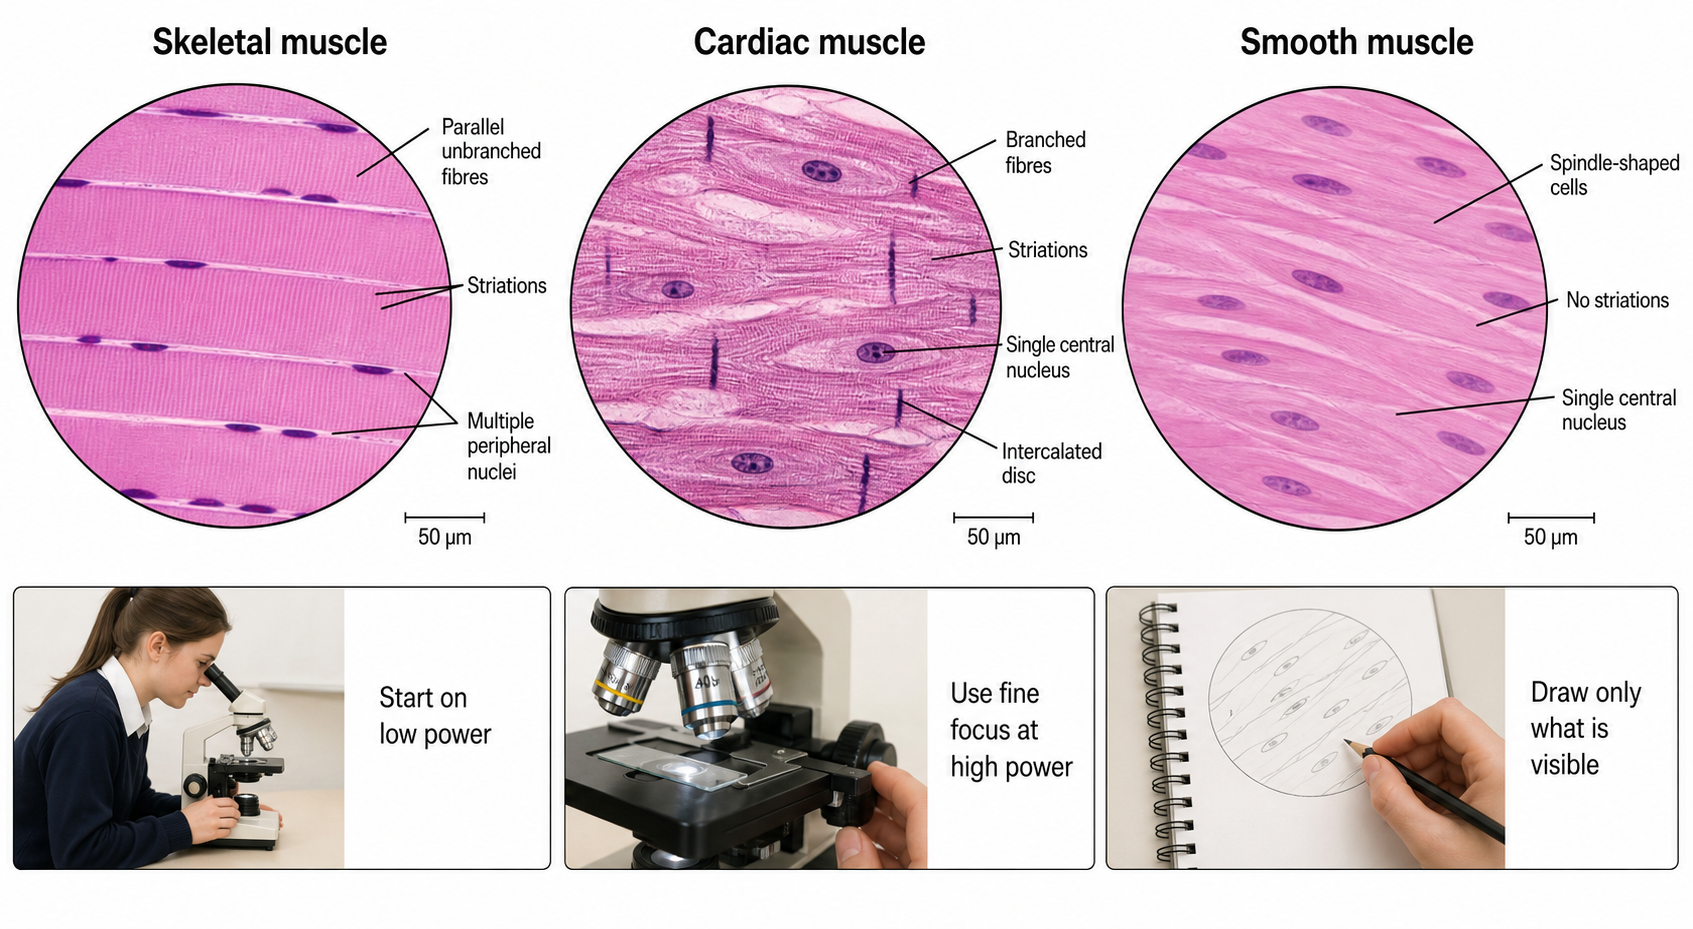 Skeletal muscle
Parallel
unbranched
fibres
Striations
Multiple
peripheral
nuclei
50 µm
Cardiac muscle
Branched
fibres
Striations
Single central
nucleus
Intercalated
disc
50 µm
Smooth muscle
Spindle-shaped
cells
No striations
Single central
nucleus
50 µm
Start on
low power
Use fine
focus at
high power
Draw only
what is
visible